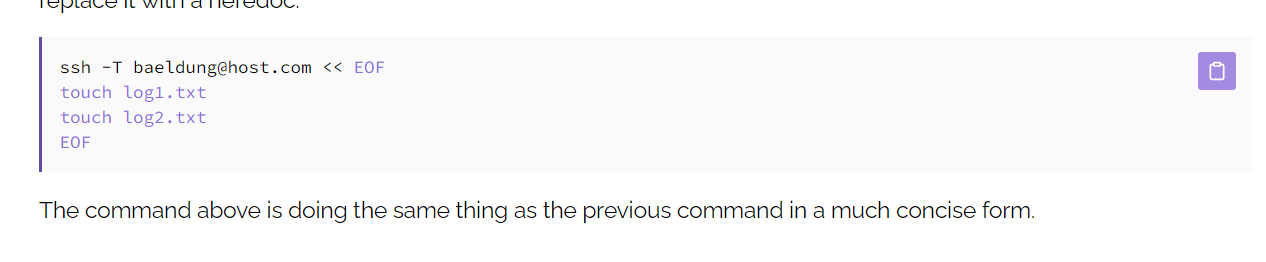 replace it with a heredoc.
ssh -T baeldung@host.com << EOF
touch log1.txt
touch log2.txt
EOF
The command above is doing the same thing as the previous command in a much concise form.